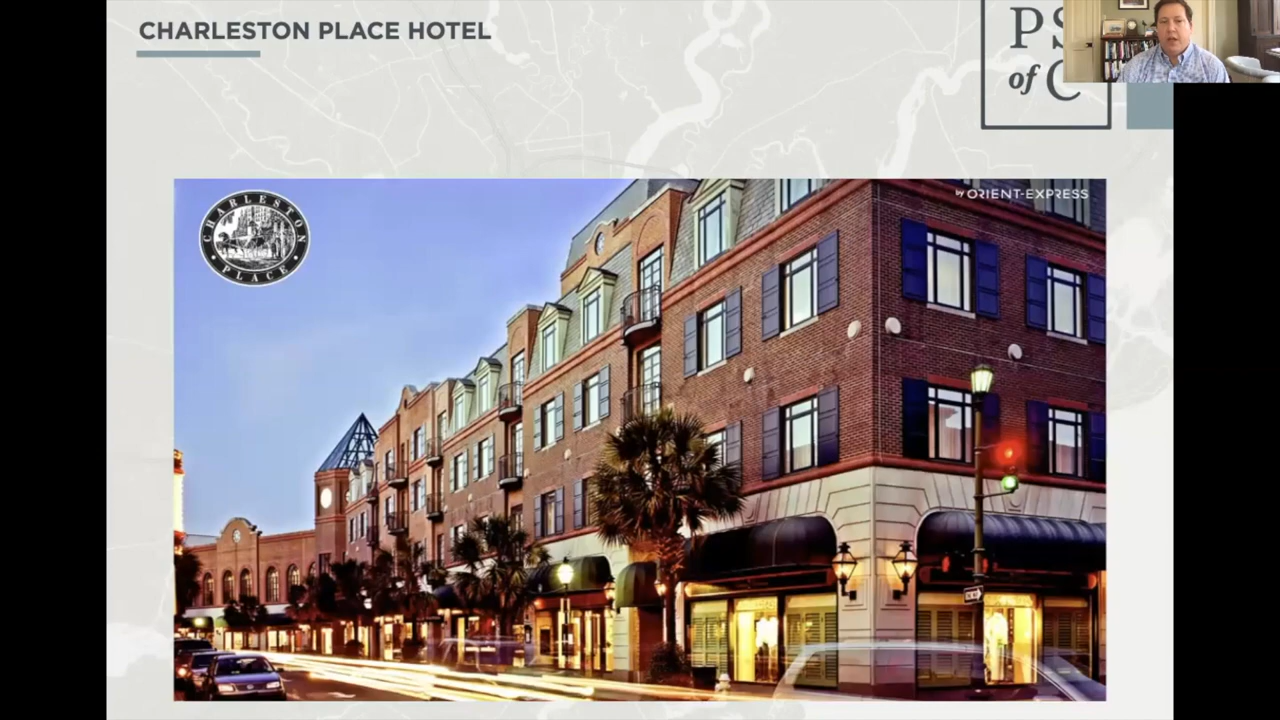 CHARLESTON PLACE HOTEL
PS
of C
CHARLESTON
PLACE
by ORIENT-EXPRESS